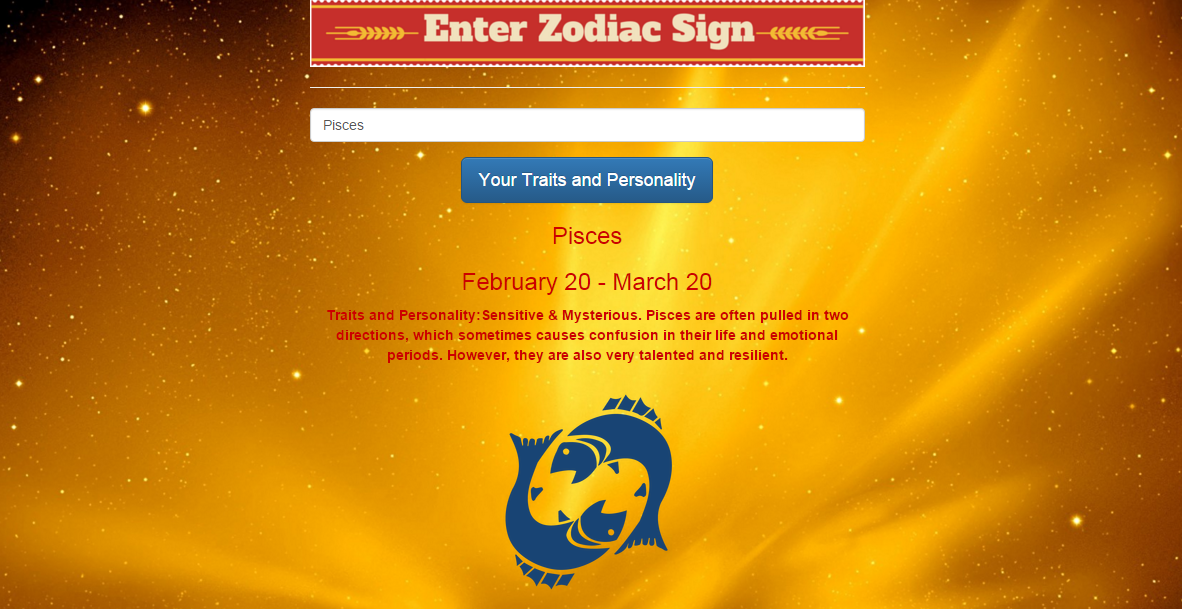 Enter Zodiac Sign
Pisces
Your Traits and Personality
Pisces
February 20 - March 20
Traits and Personality: Sensitive & Mysterious. Pisces are often pulled in two
directions, which sometimes causes confusion in their life and emotional
periods. However, they are also very talented and resilient.